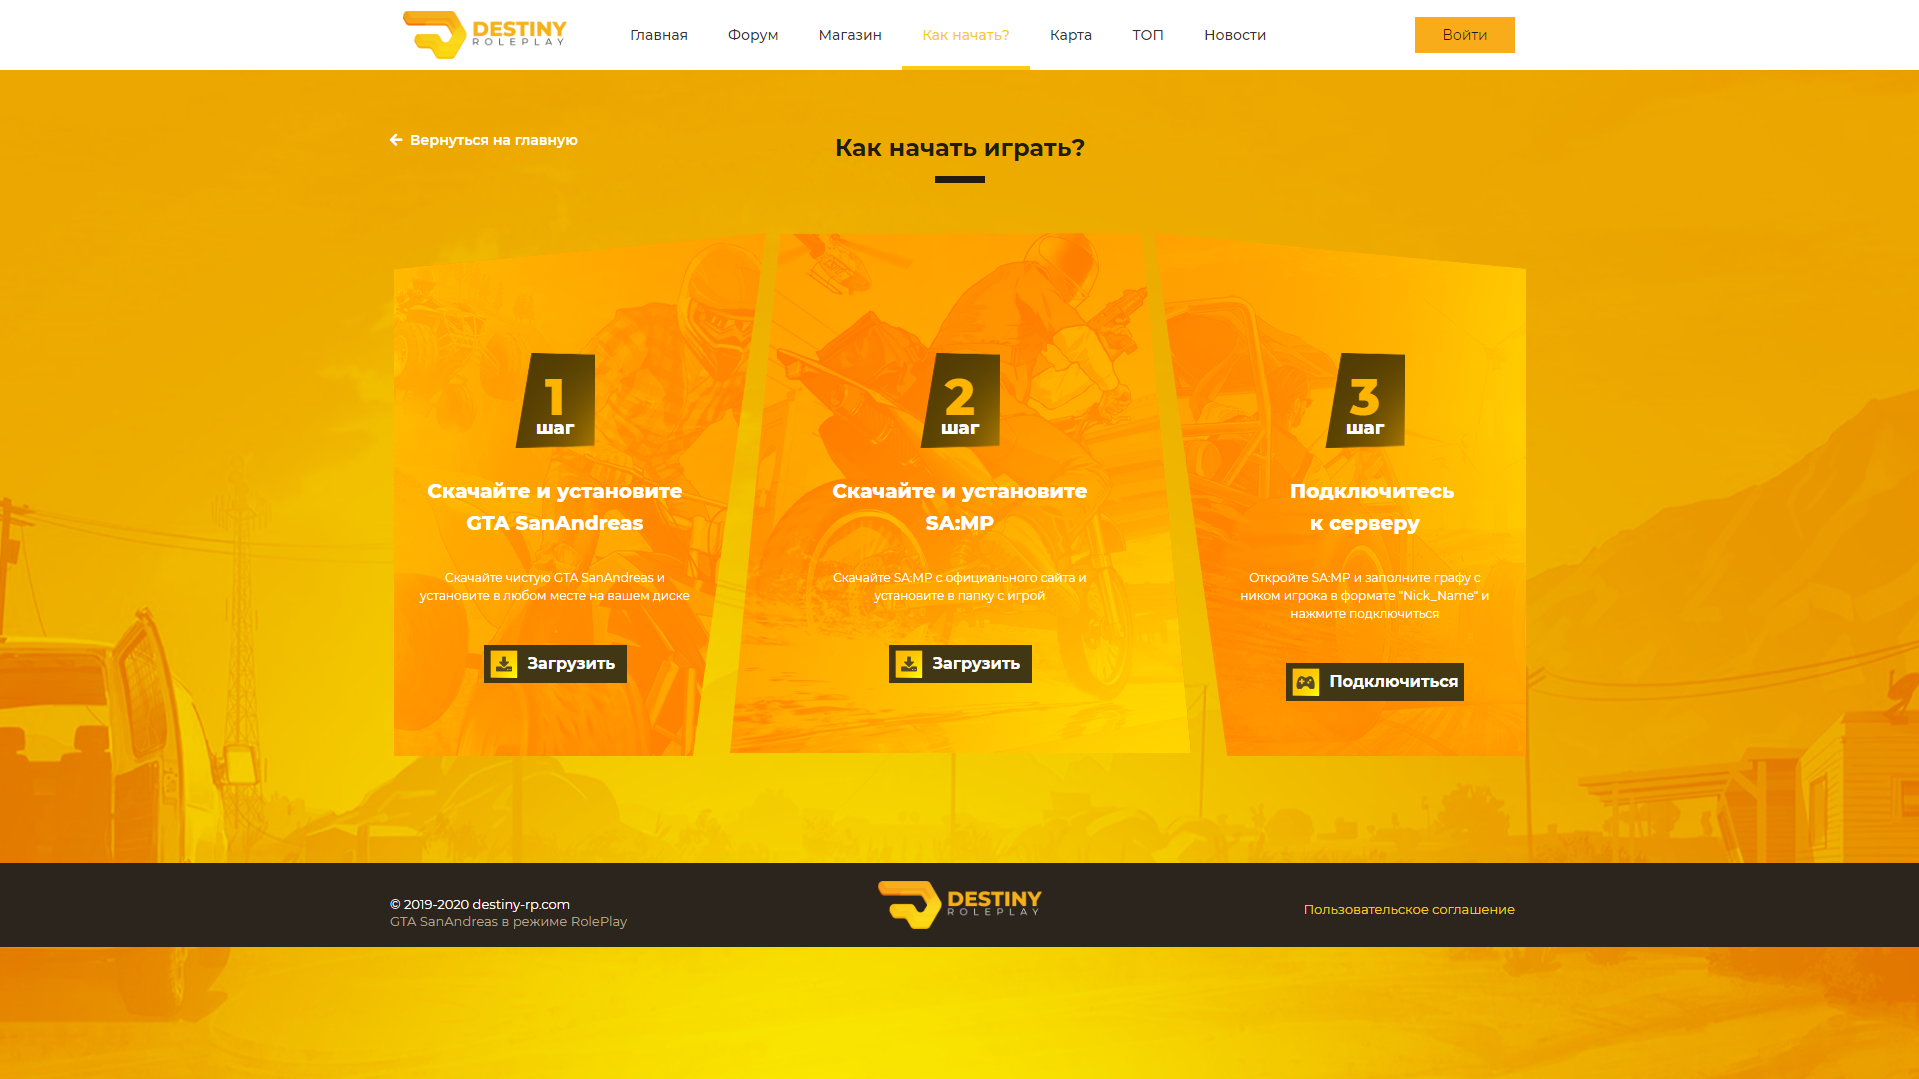 DESTINY
ROLEPLAY
Главная
Форум
Магазин
Как начать?
Карта
ТОП
Новости
Войти
Вернуться на главную
Как начать играть?
1
шаг
Скачайте и установите
GTA SanAndreas
Скачайте чистую GTA SanAndreas и
установите в любом месте на вашем диске
Загрузить
2
шаг
Скачайте и установите
SA:MP
Скачайте SA:MP с официального сайта и
установите в папку с игрой
Загрузить
3
шаг
Подключитесь
к серверу
Откройте SA:MP и заполните графу с
ником игрока в формате "Nick_Name" и
нажмите подключиться
Подключиться
© 2019-2020 destiny-rp.com
GTA SanAndreas в режиме RolePlay
DESTINY
ROLEPLAY
Пользовательское соглашение